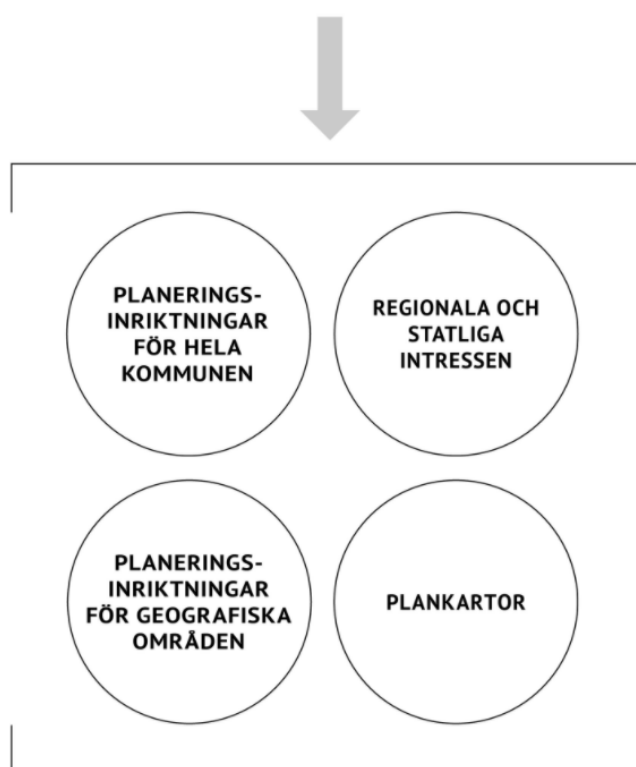 PLANERINGS-
INRIKTNINGAR
FÖR HELA
KOMMUNEN
REGIONALA OCH
STATLIGA
INTRESSEN
PLANERINGS-
INRIKTNINGAR
FÖR GEOGRAFISKA
OMRÅDEN
PLANKARTOR